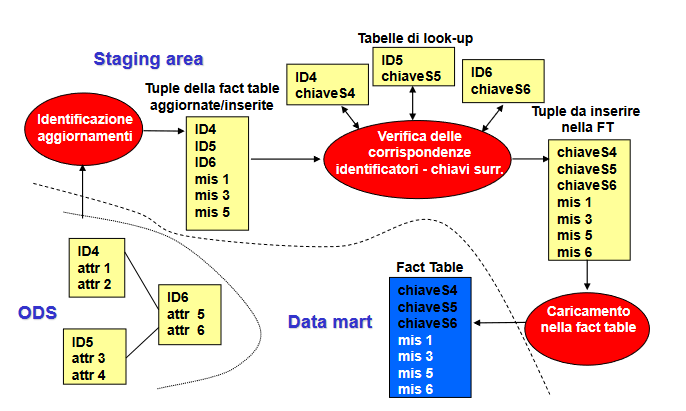 Staging area
Tabelle di look-up
Tuple della fact table
aggiornate/inserite
ID4
chiaveS4
ID5
chiaveS5
ID6
chiaveS6
Tuple da inserire
nella FT
Identificazione
aggiornamenti
ID4
ID5
ID6
mis 1
mis 3
mis 5
Verifica delle
corrispondenze
identificatori - chiavi surr.
chiaveS4
chiaveS5
chiaveS6
mis 1
mis 3
mis 5
mis 6
ID4
attr 1
attr 2
ID6
attr 5
attr 6
ID5
attr 3
attr 4
ODS
Data mart
Fact Table
chiaveS4
chiaveS5
chiaveS6
mis 1
mis 3
mis 5
mis 6
Caricamento
nella fact table